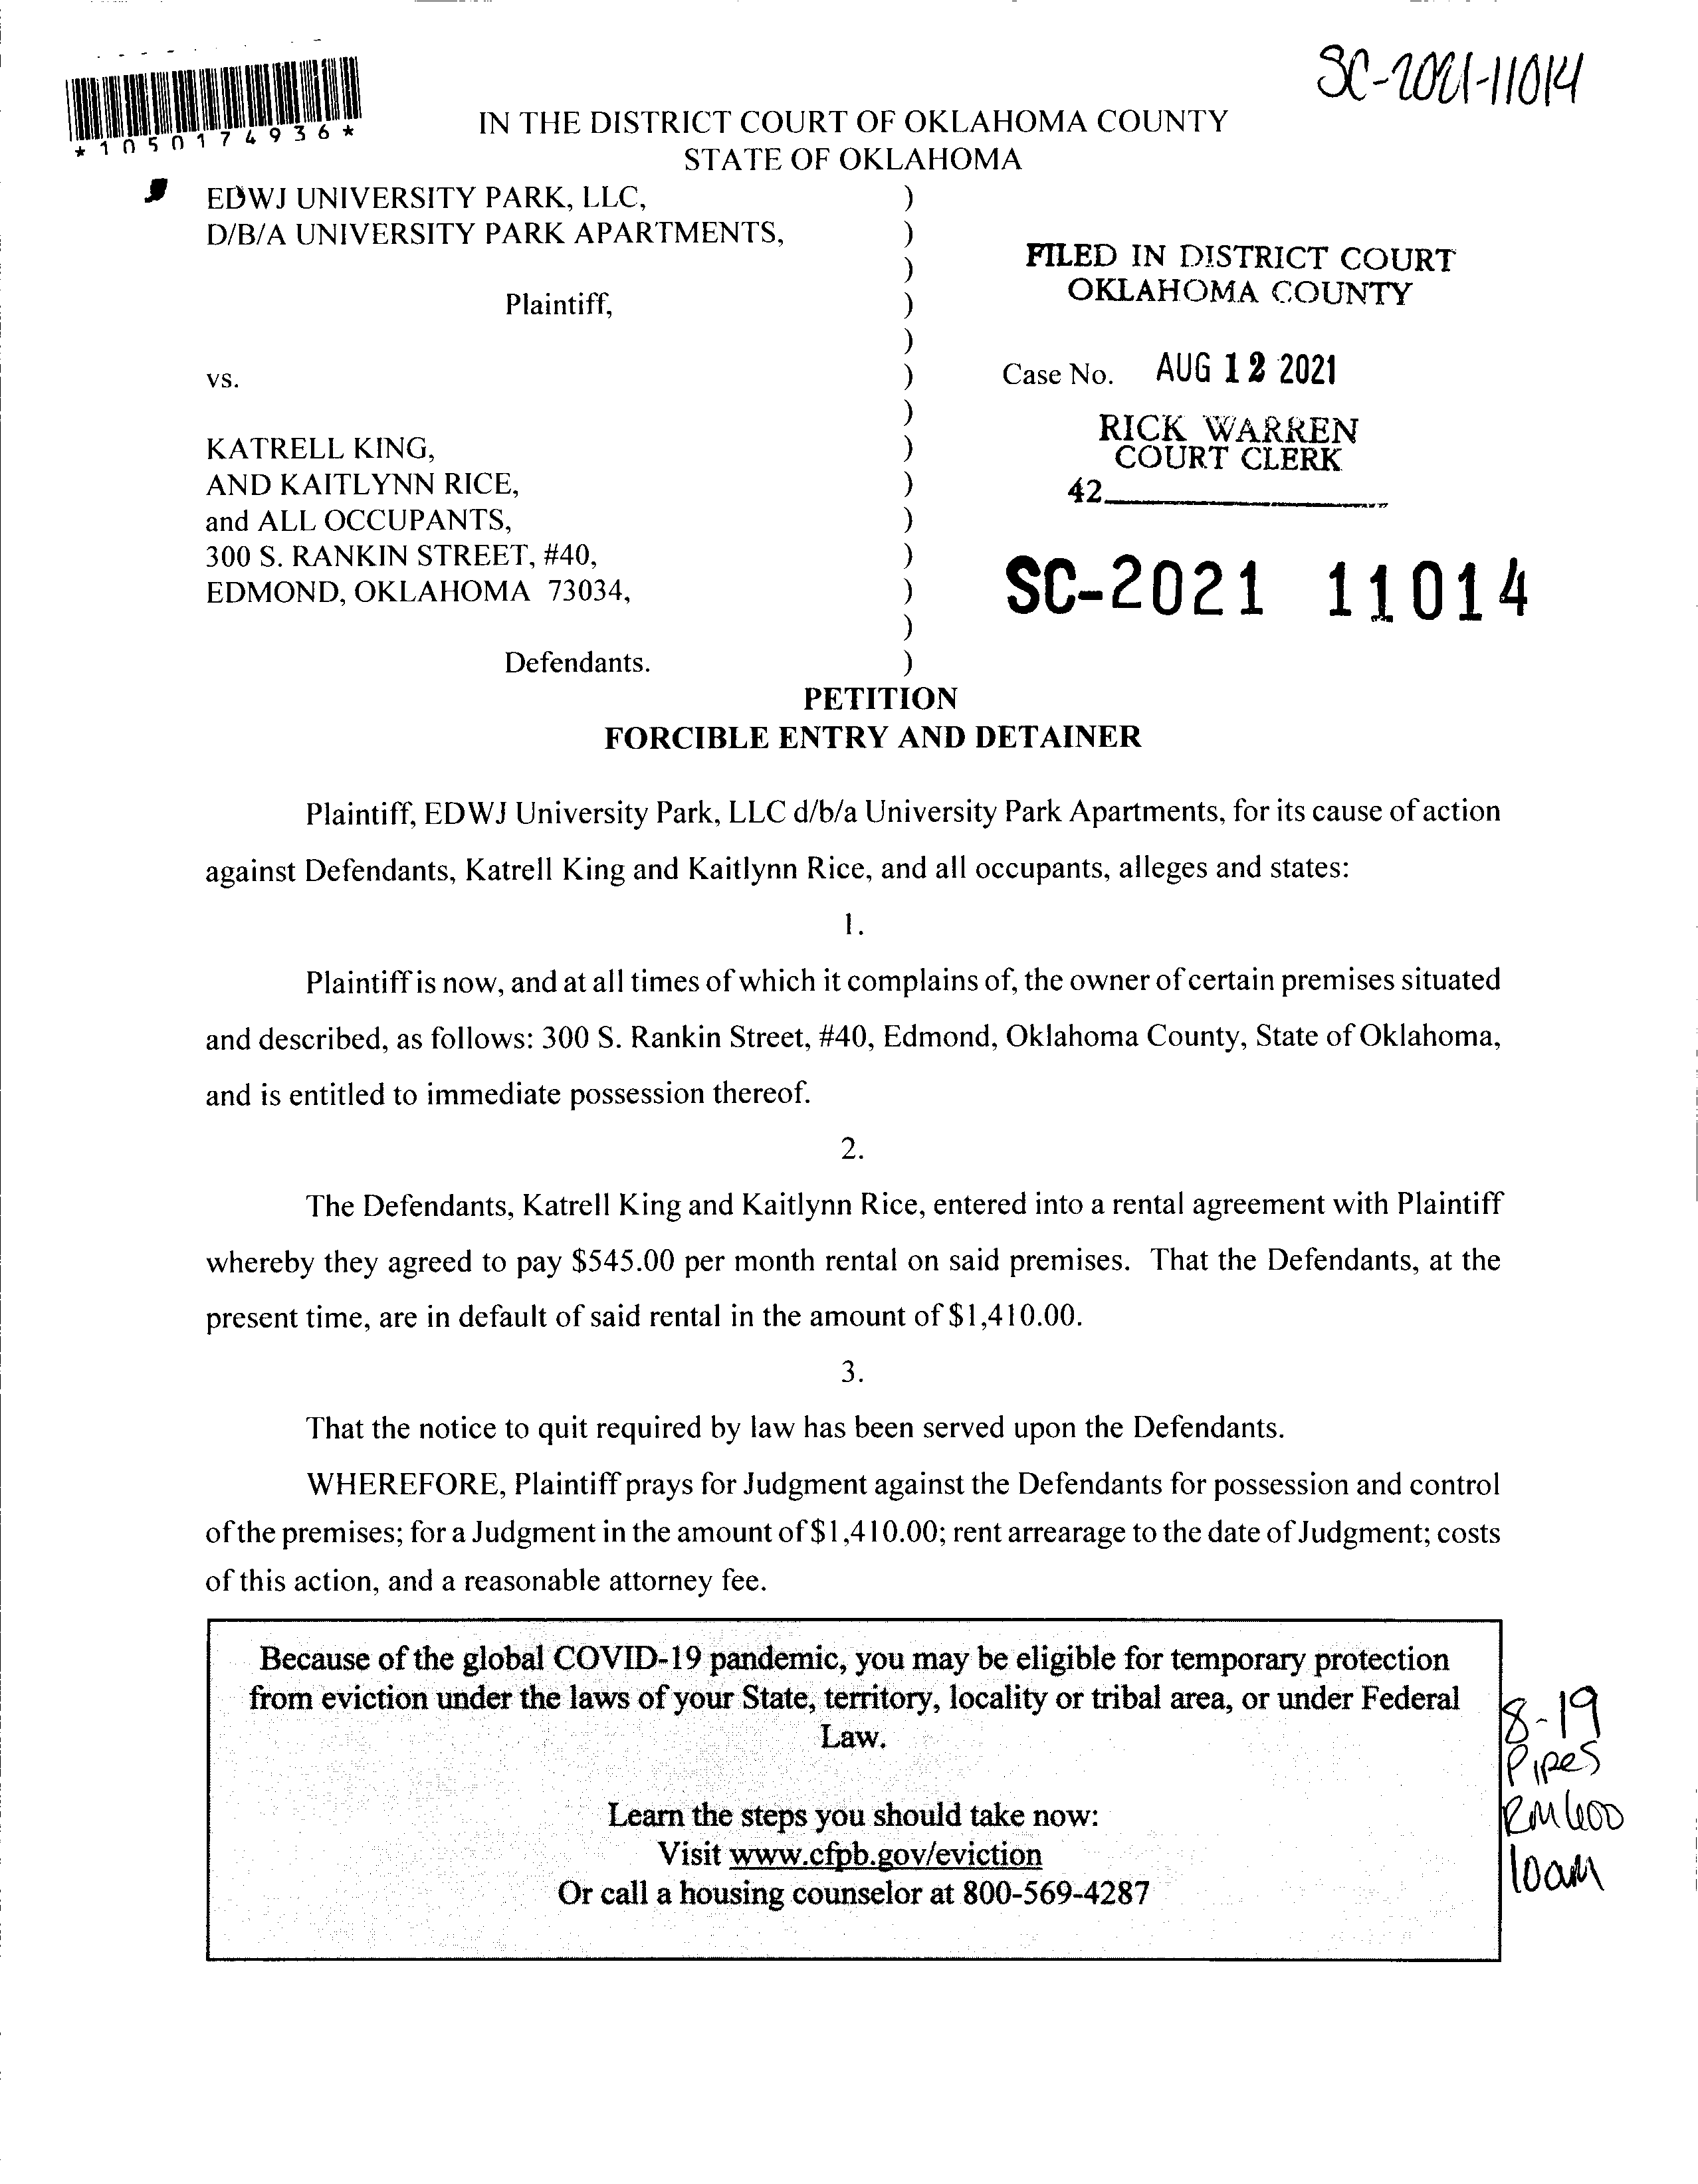 SC-2021-11014
*1050174936*
IN THE DISTRICT COURT OF OKLAHOMA COUNTY
STATE OF OKLAHOMA
EDWJ UNIVERSITY PARK, LLC, )
D/B/A UNIVERSITY PARK APARTMENTS, )
)
FILED IN DISTRICT COURT
OKLAHOMA COUNTY
Plaintiff, )
)
vs. ) Case No. AUG 12 2021
)
RICK WARREN
COURT CLERK
42
KATRELL KING, )
AND KAITLYNN RICE, )
and ALL OCCUPANTS, )
300 S. RANKIN STREET, #40, )
EDMOND, OKLAHOMA 73034, )
SC-2021 11014
)
Defendants. )
PETITION
FORCIBLE ENTRY AND DETAINER
Plaintiff, EDWJ University Park, LLC d/b/a University Park Apartments, for its cause of action
against Defendants, Katrell King and Kaitlynn Rice, and all occupants, alleges and states:
1.
Plaintiff is now, and at all times of which it complains of, the owner of certain premises situated
and described, as follows: 300 S. Rankin Street, #40, Edmond, Oklahoma County, State of Oklahoma,
and is entitled to immediate possession thereof.
2.
The Defendants, Katrell King and Kaitlynn Rice, entered into a rental agreement with Plaintiff
whereby they agreed to pay $545.00 per month rental on said premises. That the Defendants, at the
present time, are in default of said rental in the amount of $1,410.00.
3.
That the notice to quit required by law has been served upon the Defendants.
WHEREFORE, Plaintiff prays for Judgment against the Defendants for possession and control
of the premises; for a Judgment in the amount of $1,410.00; rent arrearage to the date of Judgment; costs
of this action, and a reasonable attorney fee.
Because of the global COVID-19 pandemic, you may be eligible for temporary protection
from eviction under the laws of your State, territory, locality or tribal area, or under Federal
Law.
Learn the steps you should take now:
Visit www.cfpb.gov/eviction
Or call a housing counselor at 800-569-4287
8-19
Pipes
RM 600
10am